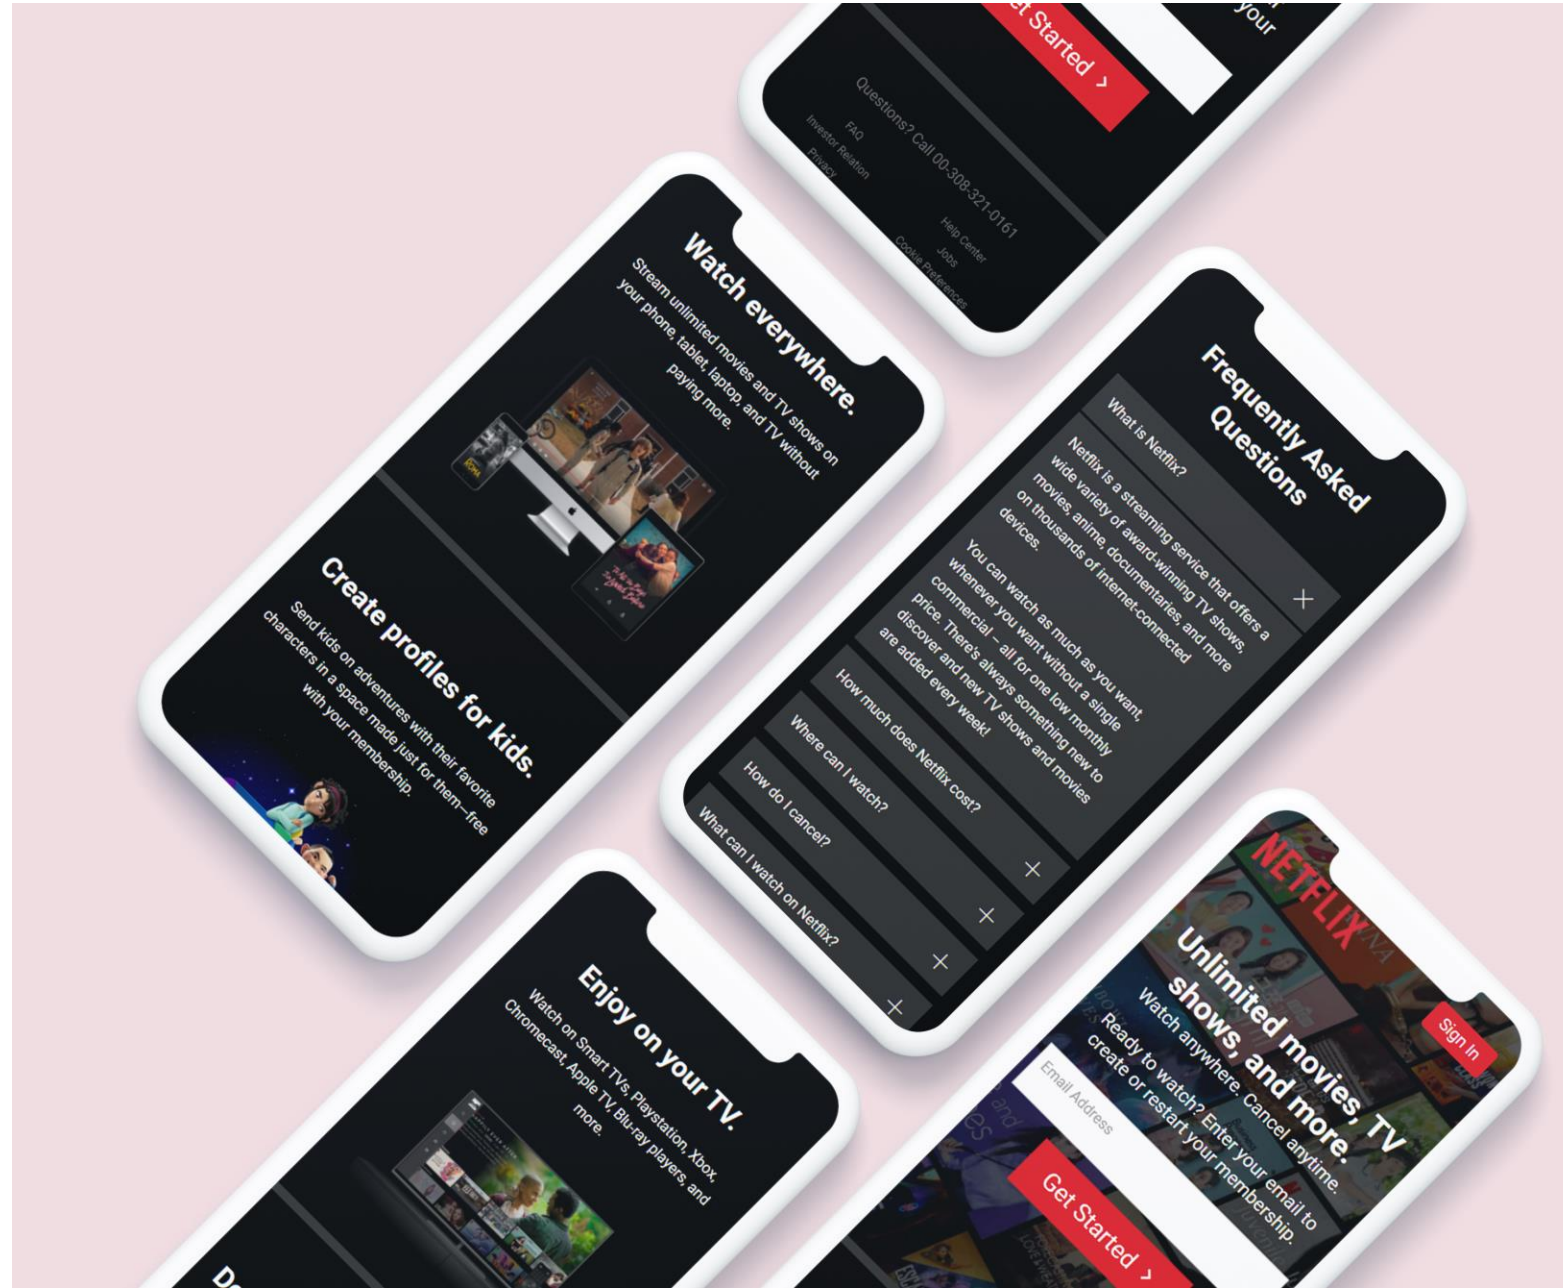 your
Get Started >
Questions? Call 00-308-321-0161
FAQ
Investor Relation
Privacy
Help Center
Jobs
Cookie Preferences
Watch everywhere.
Stream unlimited movies and TV shows on
your phone, tablet, laptop, and TV without
paying more.
ROMA
Create profiles for kids.
Send kids on adventures with their favorite
characters in a space made just for them—free
with your membership.
Frequently Asked
Questions
What is Netflix?
Netflix is a streaming service that offers a
wide variety of award-winning TV shows,
movies, anime, documentaries, and more
on thousands of internet-connected
devices.
You can watch as much as you want,
whenever you want without a single
commercial – all for one low monthly
price. There's always something new to
discover and new TV shows and movies
are added every week!
How much does Netflix cost?
Where can I watch?
How do I cancel?
What can I watch on Netflix?
Enjoy on your TV.
Watch on Smart TVs, Playstation, Xbox,
Chromecast, Apple TV, Blu-ray players, and
more.
NETFLIX
Sign In
Unlimited movies, TV
shows, and more.
Watch anywhere. Cancel anytime.
Ready to watch? Enter your email to
create or restart your membership.
Email Address
Get Started >